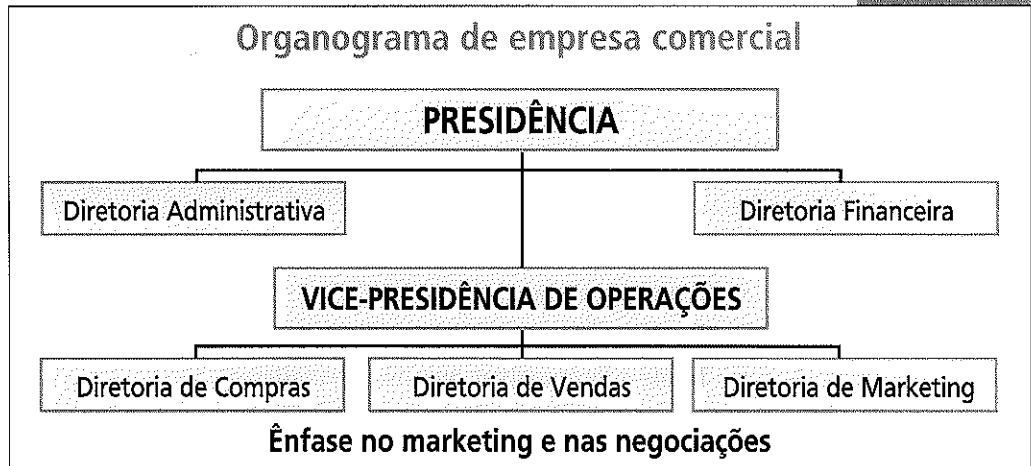 Organograma de empresa comercial
PRESIDÊNCIA
Diretoria Administrativa
Diretoria Financeira
VICE-PRESIDÊNCIA DE OPERAÇÕES
Diretoria de Compras
Diretoria de Vendas
Diretoria de Marketing
Ênfase no marketing e nas negociações